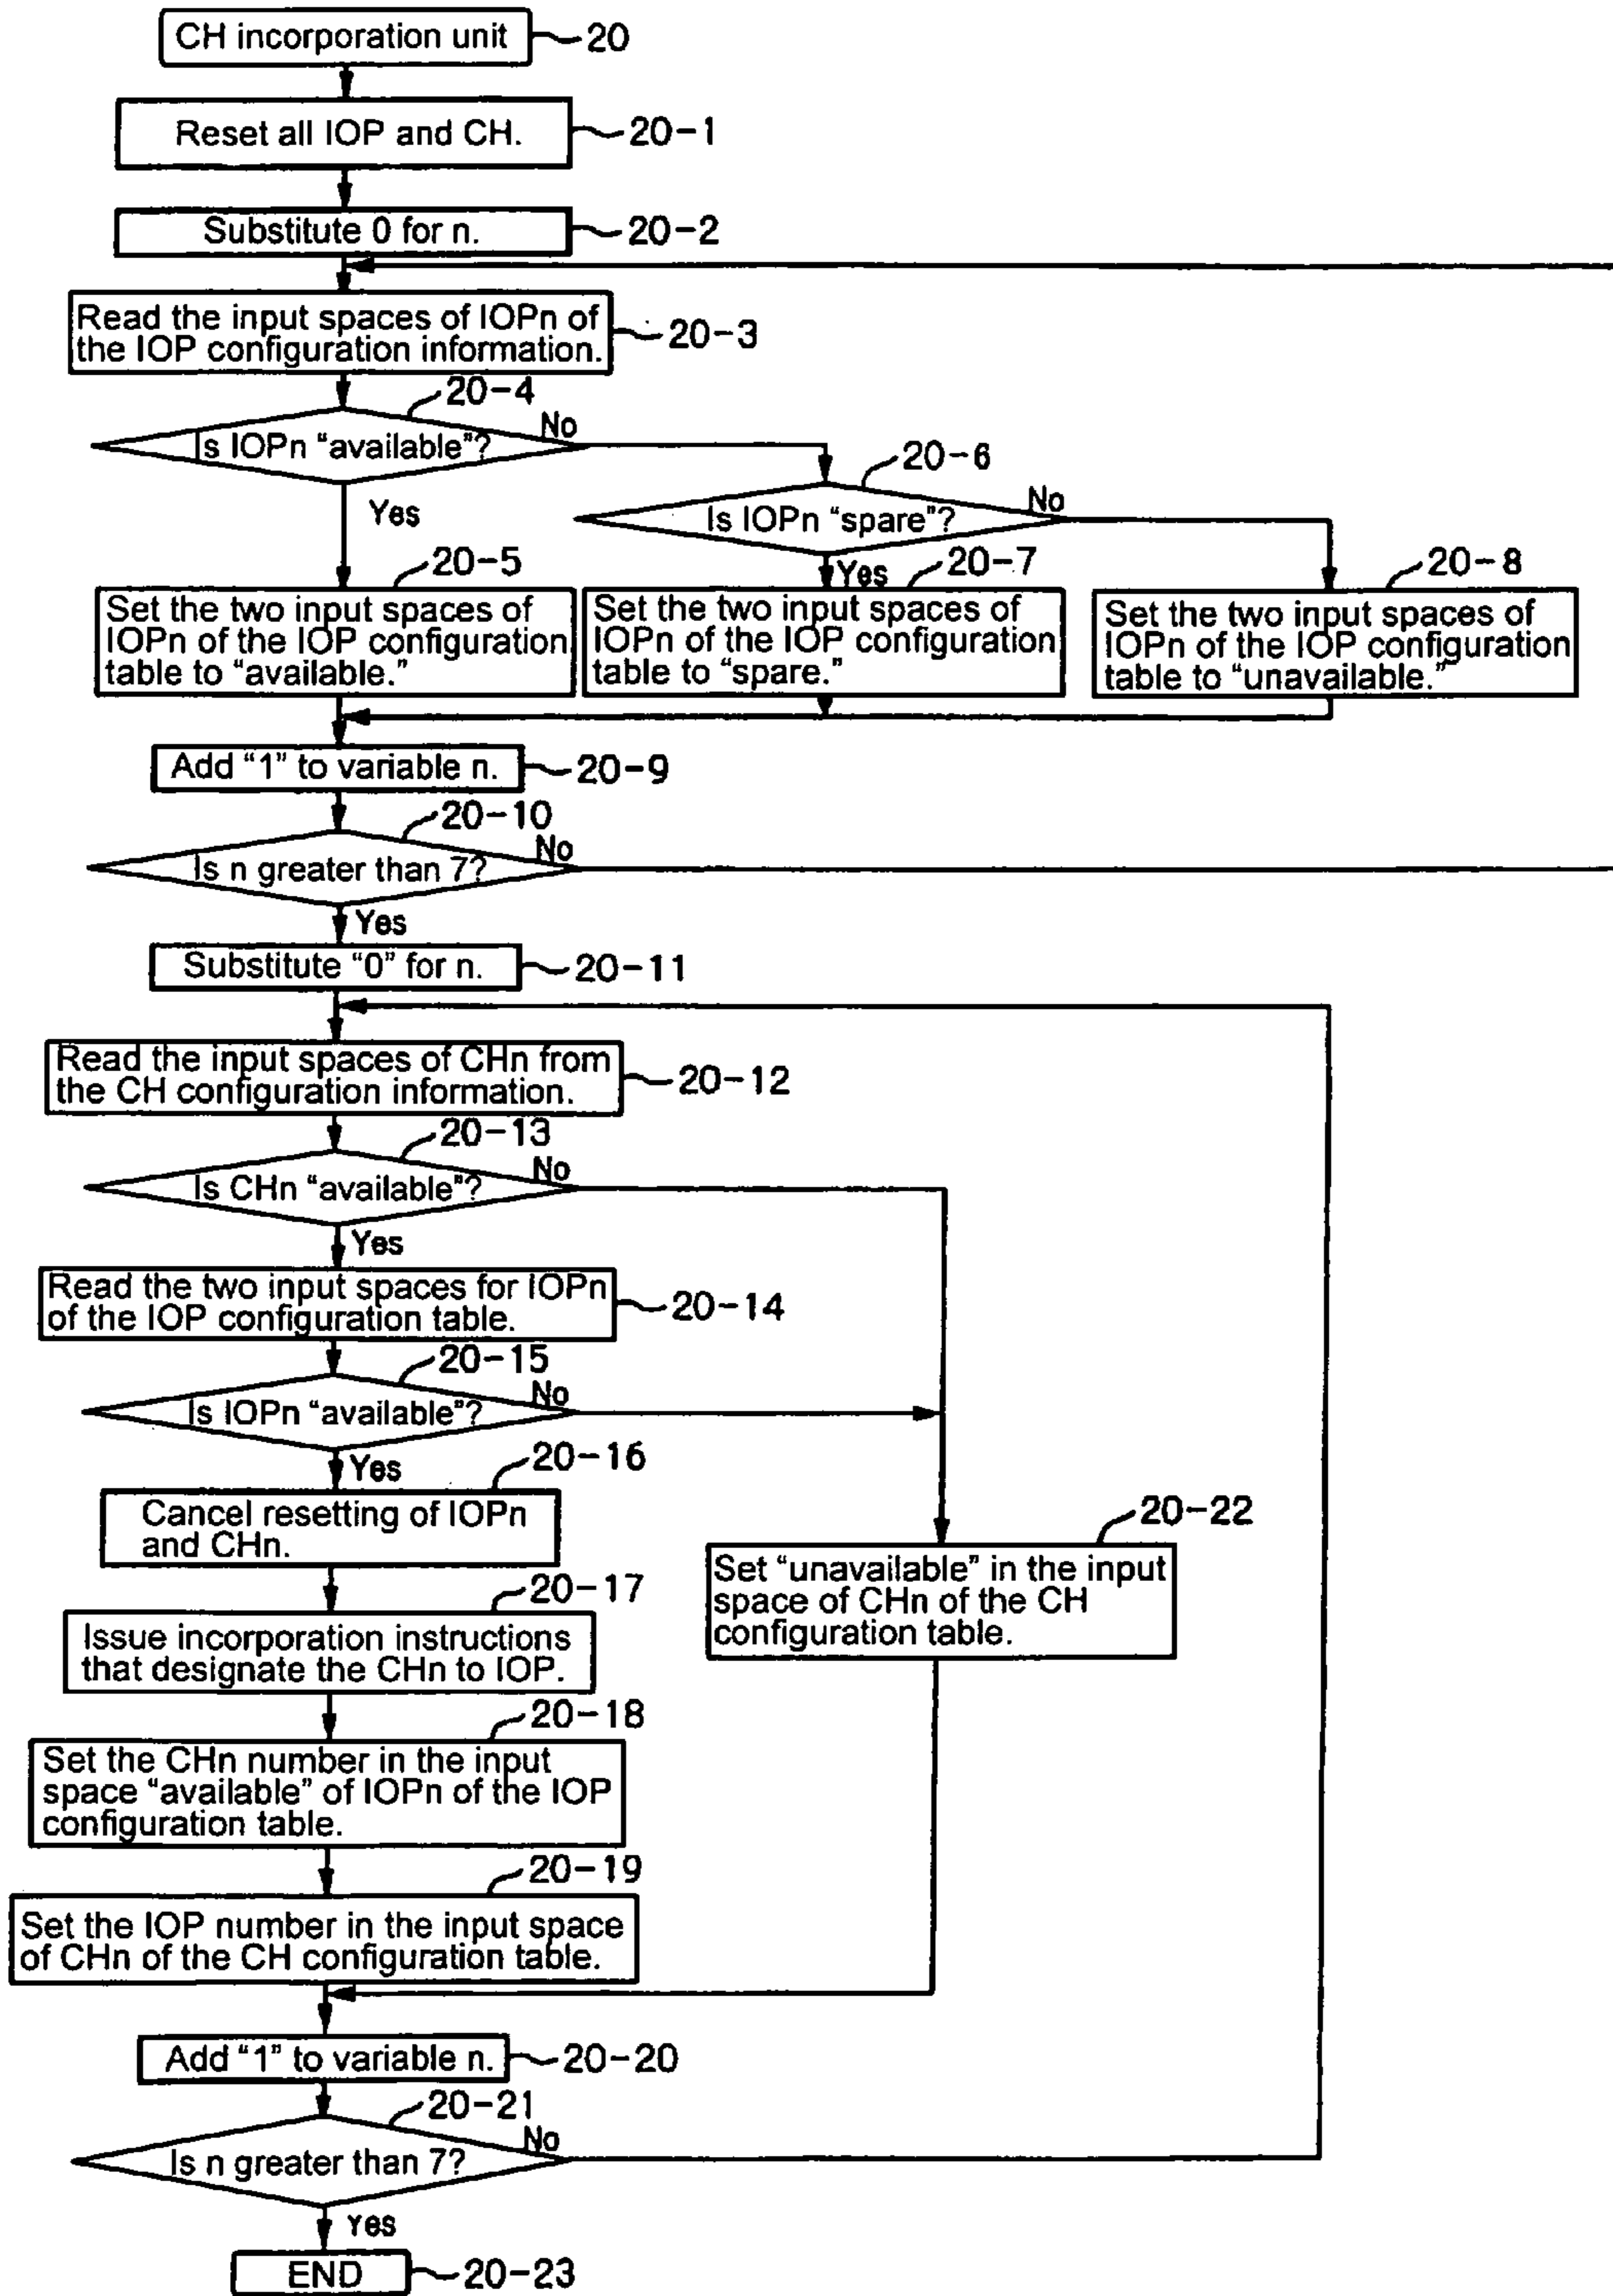 CH incorporation unit
20
Reset all IOP and CH.
20-1
Substitute 0 for n.
20-2
Read the input spaces of IOPn of
the IOP configuration information.
20-3
20-4
Is IOPn “available”?
No
Yes
20-6
Is IOPn “spare”?
No
Yes
20-5
Set the two input spaces of
IOPn of the IOP configuration
table to “available.”
20-7
Set the two input spaces of
IOPn of the IOP configuration
table to “spare.”
20-8
Set the two input spaces of
IOPn of the IOP configuration
table to “unavailable.”
Add “1” to variable n.
20-9
20-10
Is n greater than 7?
No
Yes
Substitute “0” for n.
20-11
Read the input spaces of CHn from
the CH configuration information.
20-12
20-13
Is CHn “available”?
No
Yes
Read the two input spaces for IOPn
of the IOP configuration table.
20-14
20-15
Is IOPn “available”?
No
Yes
20-16
Cancel resetting of IOPn
and CHn.
20-22
Set “unavailable” in the input
space of CHn of the CH
configuration table.
20-17
Issue incorporation instructions
that designate the CHn to IOP.
20-18
Set the CHn number in the input
space “available” of IOPn of the IOP
configuration table.
20-19
Set the IOP number in the input space
of CHn of the CH configuration table.
Add “1” to variable n.
20-20
20-21
Is n greater than 7?
No
Yes
END
20-23